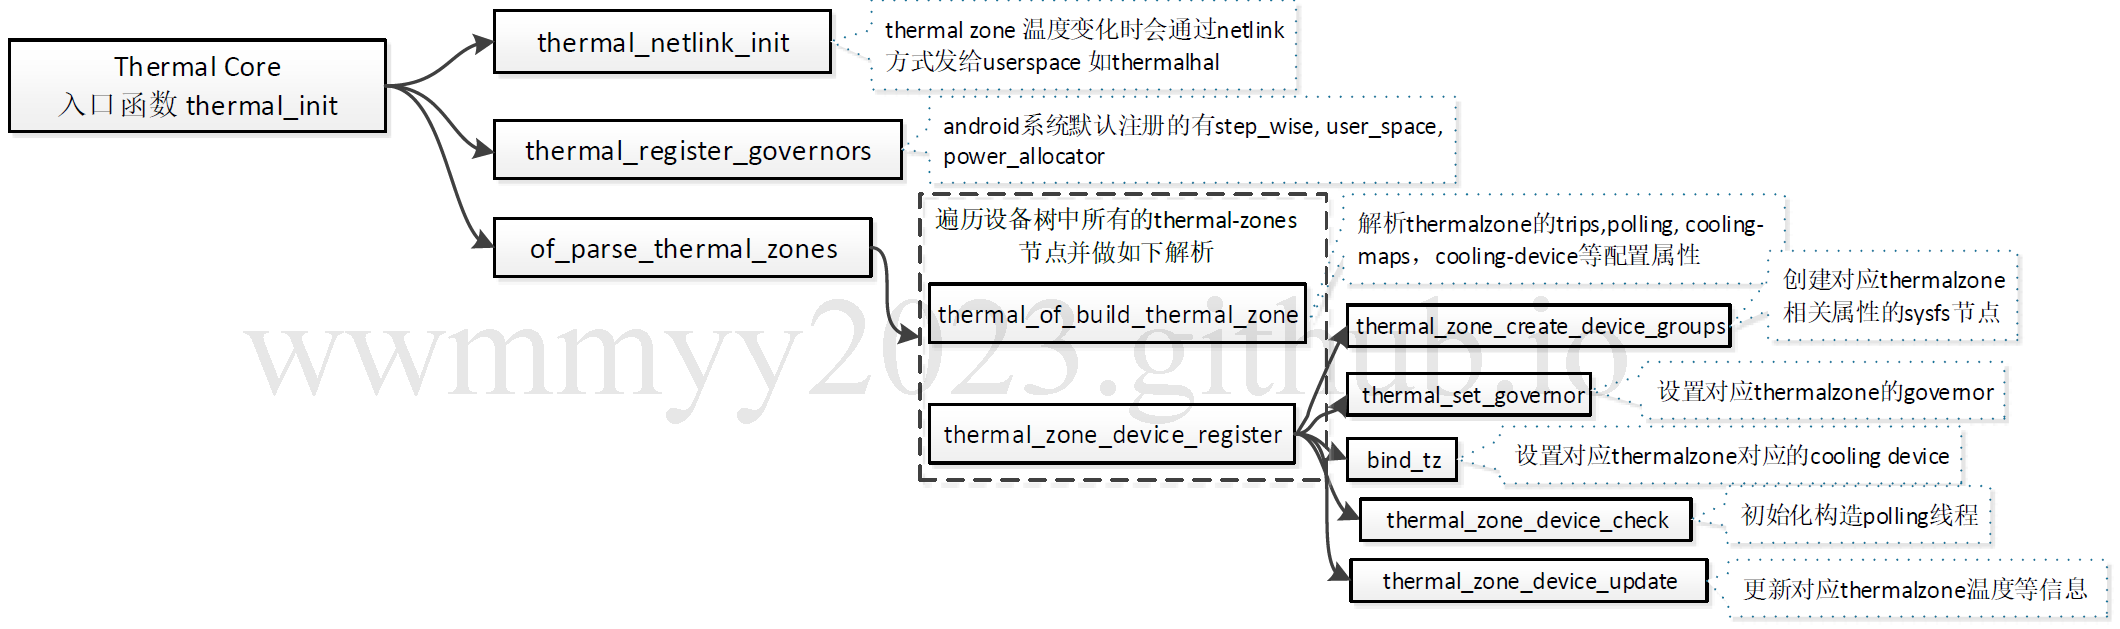 Thermal Core
入口函数 thermal_init
thermal_netlink_init
thermal zone 温度变化时会通过netlink
方式发给userspace 如thermalhal
thermal_register_governors
android系统默认注册的有step_wise, user_space,
power_allocator
of_parse_thermal_zones
遍历设备树中所有的thermal-zones
节点并做如下解析
thermal_of_build_thermal_zone
解析thermalzone的trips,polling, cooling-
maps，cooling-device等配置属性
thermal_zone_device_register
thermal_zone_create_device_groups
创建对应thermalzone
相关属性的sysfs节点
thermal_set_governor
设置对应thermalzone的governor
bind_tz
设置对应thermalzone对应的cooling device
thermal_zone_device_check
初始化构造polling线程
thermal_zone_device_update
更新对应thermalzone温度等信息
wwmmyy2023.github.io